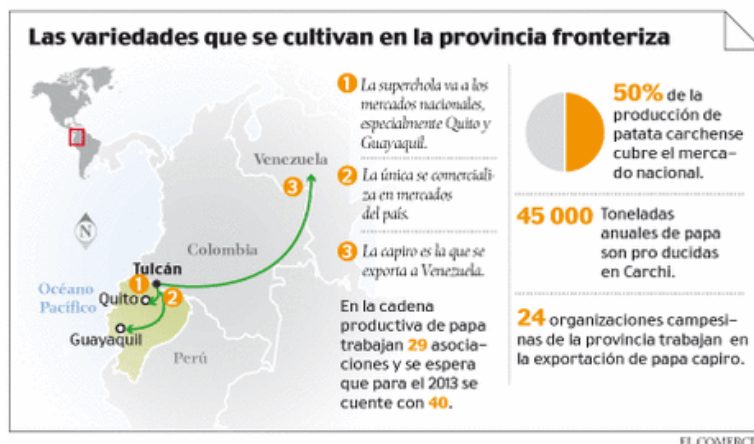 Las variedades que se cultivan en la provincia fronteriza
N
Océano
Pacífico
Venezuela
3
Colombia
Tulcán
1
Quito
2
Guayaquil
Perú
1 La superchola va a los
mercados nacionales,
especialmente Quito y
Guayaquil.
2 La única se comerciali-
za en mercados
del país.
3 La capiro es la que se
exporta a Venezuela.
En la cadena
productiva de papa
trabajan 29 asocia-
ciones y se espera
que para el 2013 se
cuente con 40.
50% de la
producción de
patata carchense
cubre el merca-
do nacional.
45 000 Toneladas
anuales de papa
son pro ducidas
en Carchi.
24 organizaciones campesi-
nas de la provincia trabajan en
la exportación de papa capiro.
EL COMERCI